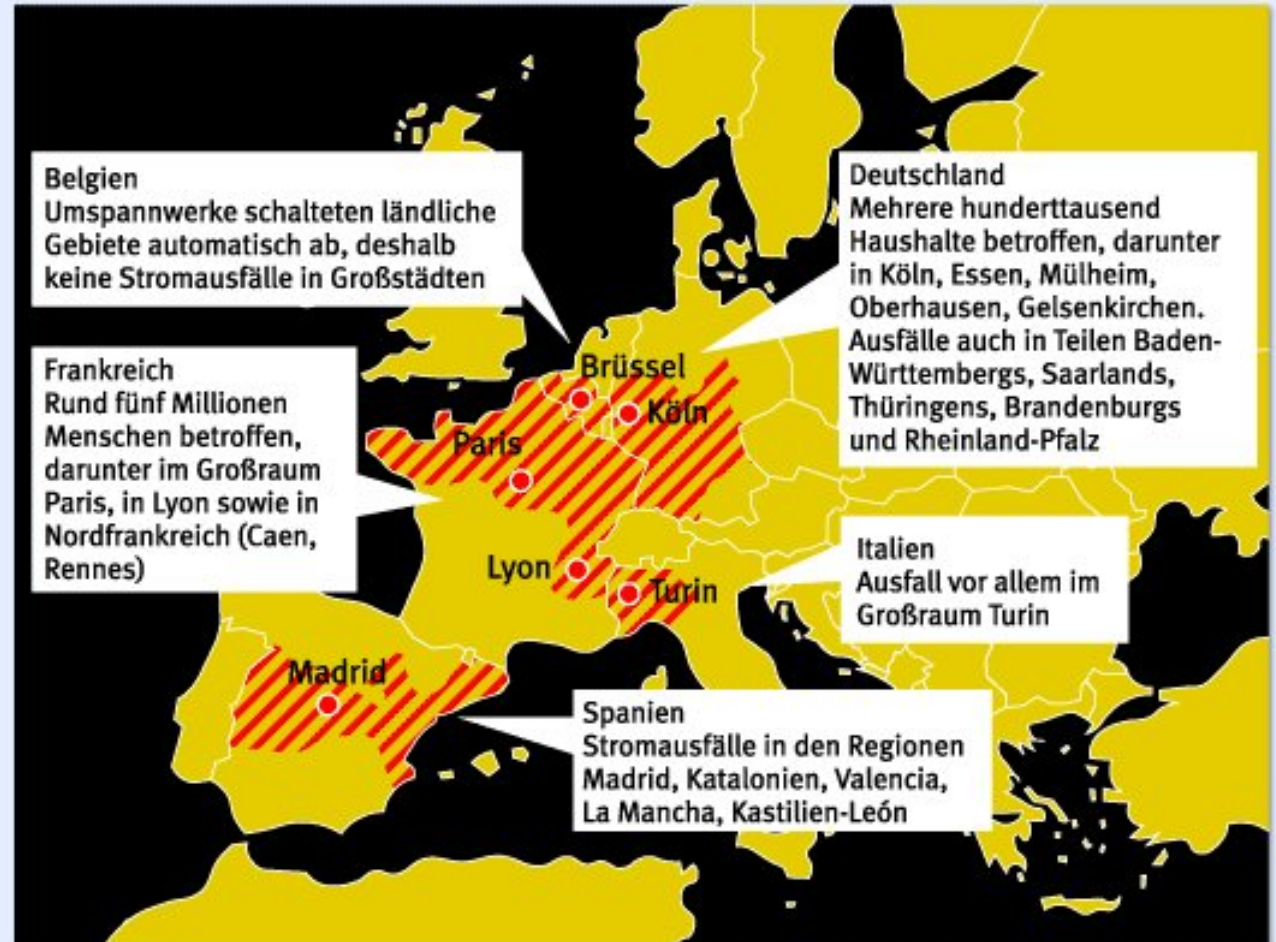 Belgien
Umspannwerke schalteten ländliche
Gebiete automatisch ab, deshalb
keine Stromausfälle in Großstädten
Deutschland
Mehrere hunderttausend
Haushalte betroffen, darunter
in Köln, Essen, Mülheim,
Oberhausen, Gelsenkirchen.
Ausfälle auch in Teilen Baden-
Württembergs, Saarlands,
Thüringens, Brandenburgs
und Rheinland-Pfalz
Frankreich
Rund fünf Millionen
Menschen betroffen,
darunter im Großraum
Paris, in Lyon sowie in
Nordfrankreich (Caen,
Rennes)
Brüssel
Köln
Paris
Lyon
Turin
Italien
Ausfall vor allem im
Großraum Turin
Madrid
Spanien
Stromausfälle in den Regionen
Madrid, Katalonien, Valencia,
La Mancha, Kastilien-León